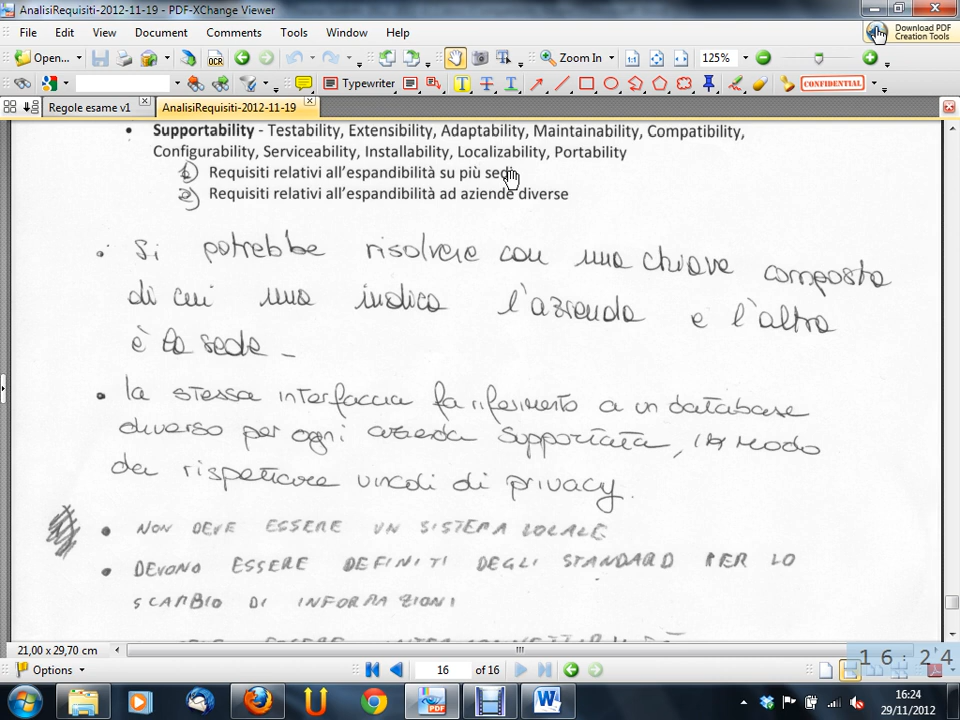 AnalisiRequisiti-2012-11-19 - PDF-XChange Viewer
File Edit View Document Comments Tools Window Help
Download PDF Creation Tools
Open... OCR Zoom In 125%
Typewriter CONFIDENTIAL
Regole esame v1 AnalisiRequisiti-2012-11-19
• Supportability - Testability, Extensibility, Adaptability, Maintainability, Compatibility,
Configurability, Serviceability, Installability, Localizability, Portability
Requisiti relativi all'espandibilità su più sedi
Requisiti relativi all'espandibilità ad aziende diverse
• Si potrebbe risolvere con una chiave composta
di cui una indica l'azienda e l'altra
è la sede -
• la stessa interfaccia fa riferimento a un database
diverso per ogni azienda supportata, in modo
da rispettare vincoli di privacy.
• NON DEVE ESSERE UN SISTEMA LOCALE
• DEVONO ESSERE DEFINITI DEGLI STANDARD PER LO
SCAMBIO DI INFORMAZIONI
21,00 x 29,70 cm
16:24
Options 16 of 16
16:24
29/11/2012